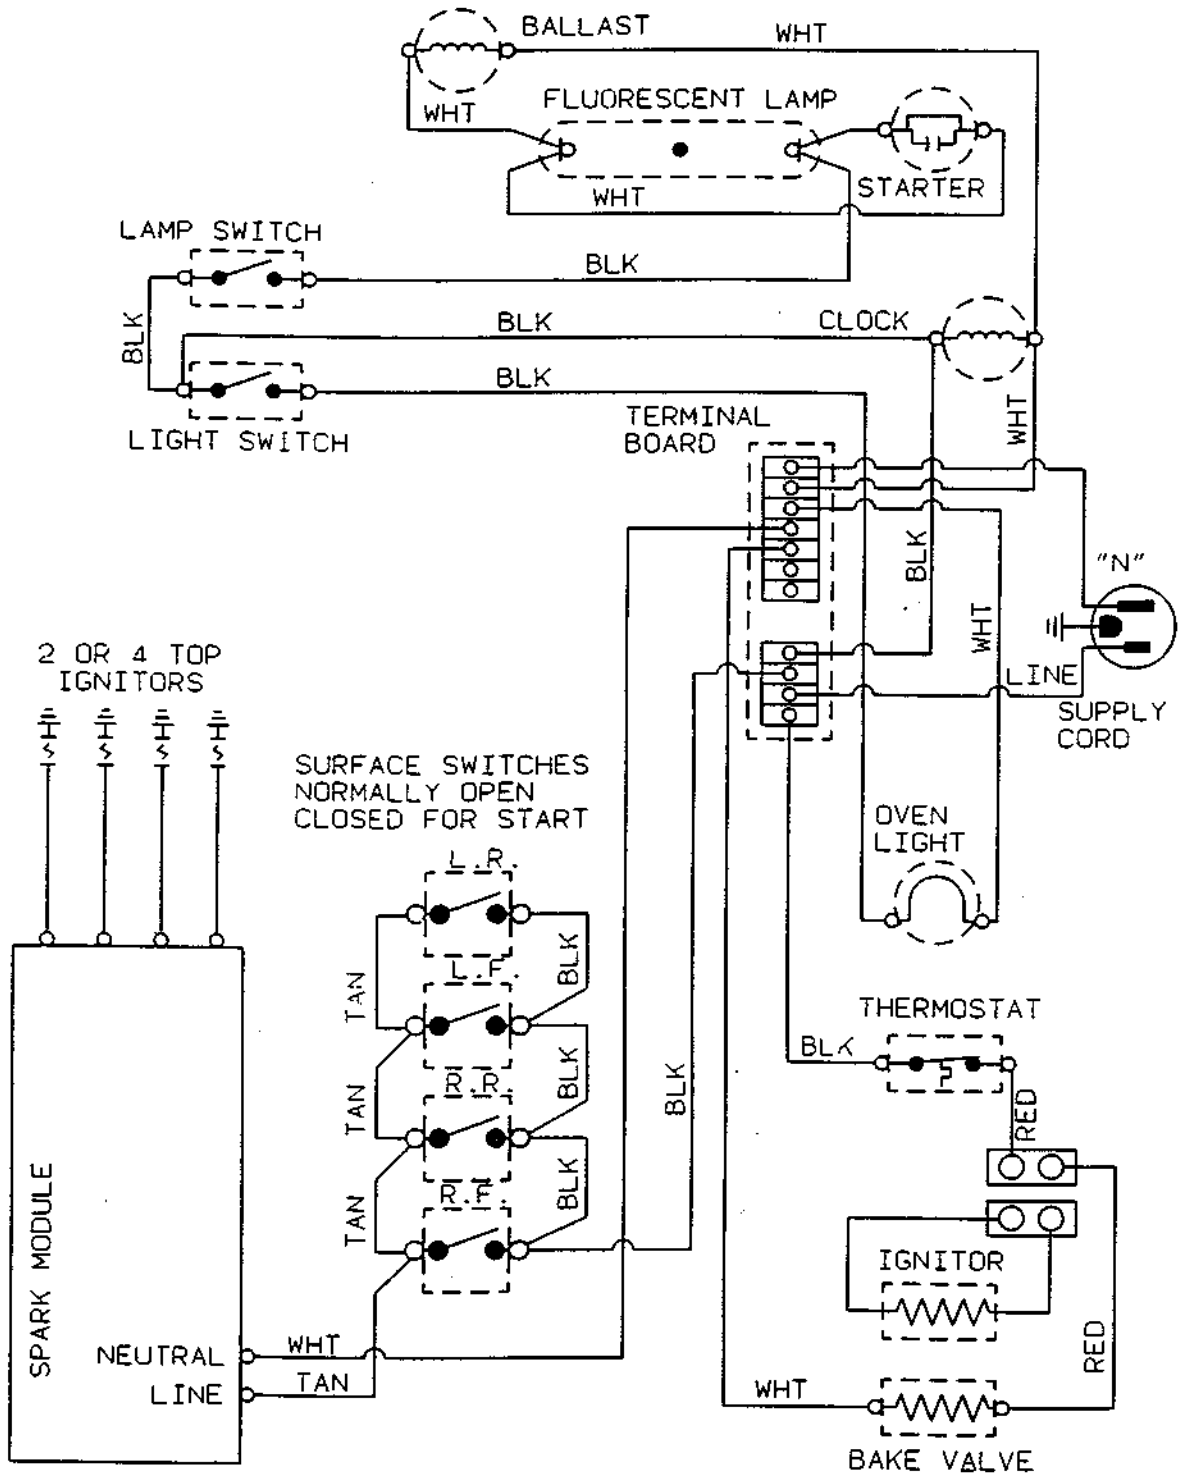 BALLAST
WHT
WHT
FLUORESCENT LAMP
WHT
STARTER
LAMP SWITCH
BLK
BLK
BLK
CLOCK
BLK
LIGHT SWITCH
TERMINAL
BOARD
WHT
BLK
"N"
WHT
LINE
SUPPLY
CORD
2 OR 4 TOP
IGNITORS
SURFACE SWITCHES
NORMALLY OPEN
CLOSED FOR START
OVEN
LIGHT
L.R.
BLK
TAN
L.F.
BLK
TAN
R.R.
BLK
TAN
R.F.
BLK
THERMOSTAT
BLK
RED
IGNITOR
RED
SPARK MODULE
NEUTRAL
WHT
LINE
TAN
WHT
BAKE VALVE